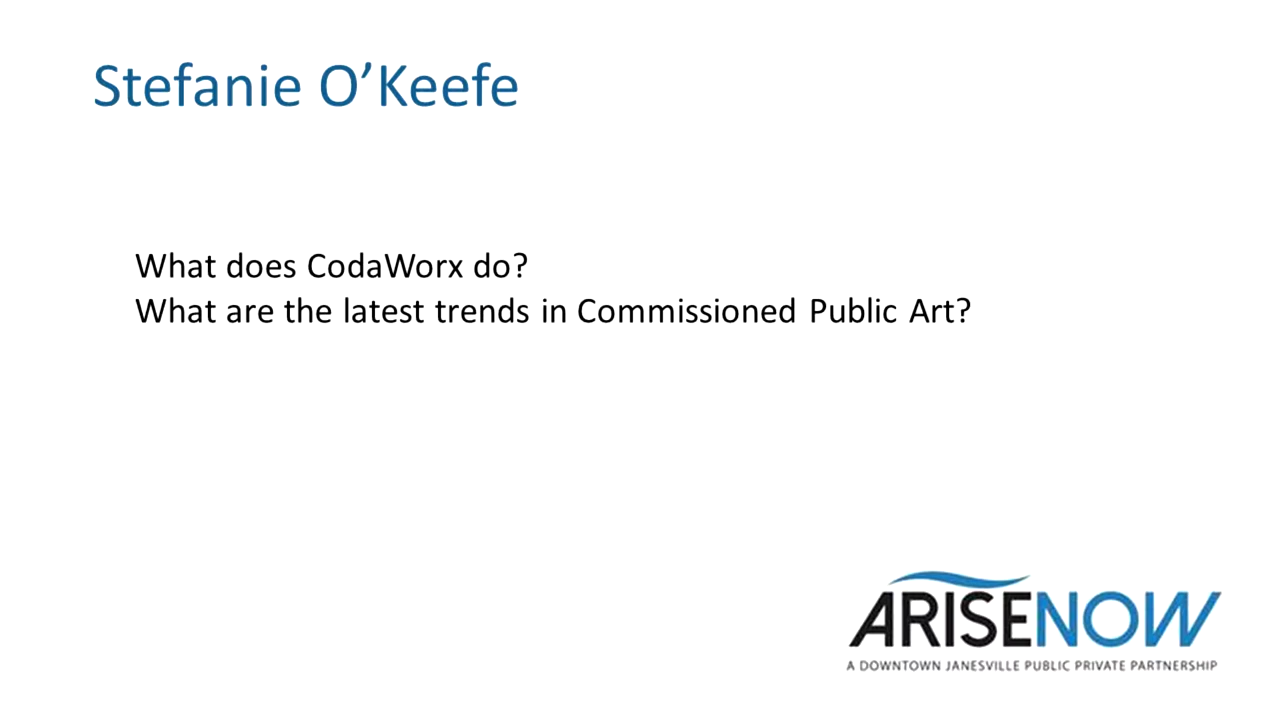 Stefanie O’Keefe
What does CodaWorx do?
What are the latest trends in Commissioned Public Art?
ARISENOW
A DOWNTOWN JANESVILLE PUBLIC PRIVATE PARTNERSHIP